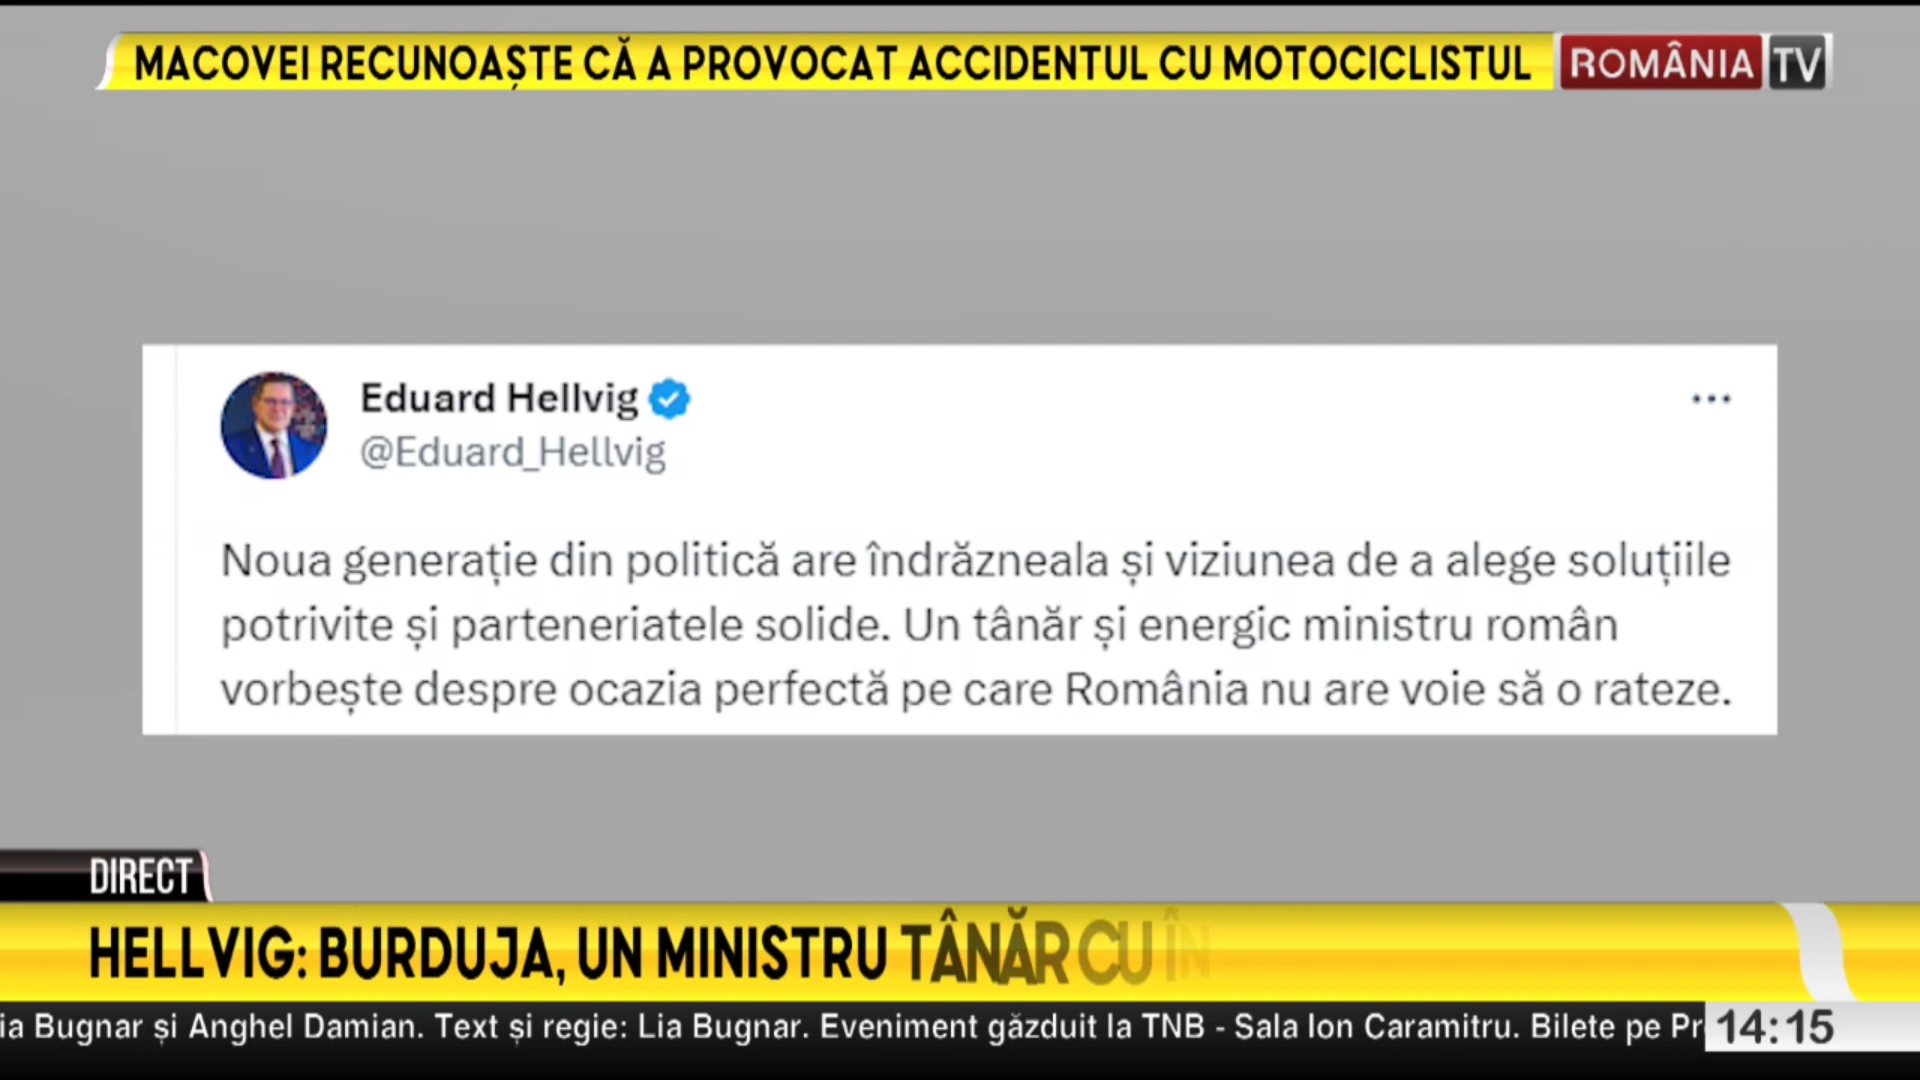 MACOVEI RECUNOAȘTE CĂ A PROVOCAT ACCIDENTUL CU MOTOCICLISTUL
ROMÂNIA TV
Eduard Hellvig
@Eduard_Hellvig
Noua generație din politică are îndrăzneala și viziunea de a alege soluțiile
potrivite și parteneriatele solide. Un tânăr și energic ministru român
vorbește despre ocazia perfectă pe care România nu are voie să o rateze.
DIRECT
HELLVIG: BURDUJA, UN MINISTRU TÂNĂR CU ÎN
ia Bugnar și Anghel Damian. Text și regie: Lia Bugnar. Eveniment găzduit la TNB - Sala Ion Caramitru. Bilete pe Pr
14:15